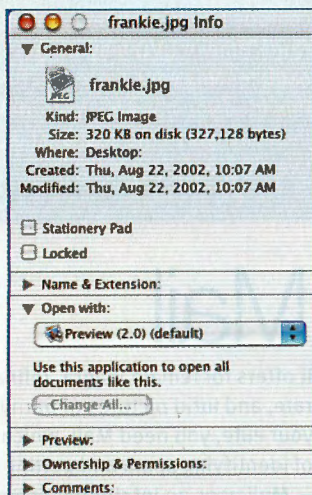 frankie.jpg Info
General:
JPEG
frankie.jpg
Kind: JPEG Image
Size: 320 KB on disk (327,128 bytes)
Where: Desktop:
Created: Thu, Aug 22, 2002, 10:07 AM
Modified: Thu, Aug 22, 2002, 10:07 AM
Stationery Pad
Locked
Name & Extension:
Open with:
Preview (2.0) (default)
Use this application to open all
documents like this.
Change All...
Preview:
Ownership & Permissions:
Comments: